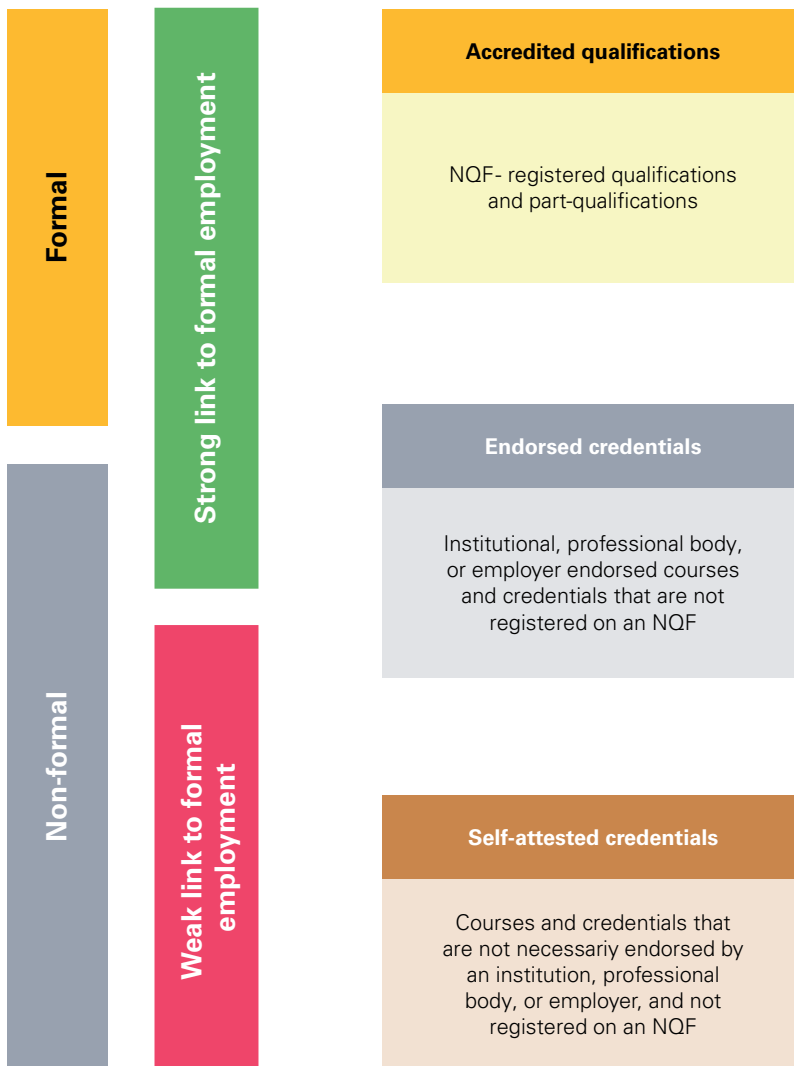 Formal
Non-formal
Strong link to formal employment
Weak link to formal
employment
Accredited qualifications
NQF- registered qualifications
and part-qualifications
Endorsed credentials
Institutional, professional body,
or employer endorsed courses
and credentials that are not
registered on an NQF
Self-attested credentials
Courses and credentials that
are not necessariy endorsed by
an institution, professional
body, or employer, and not
registered on an NQF